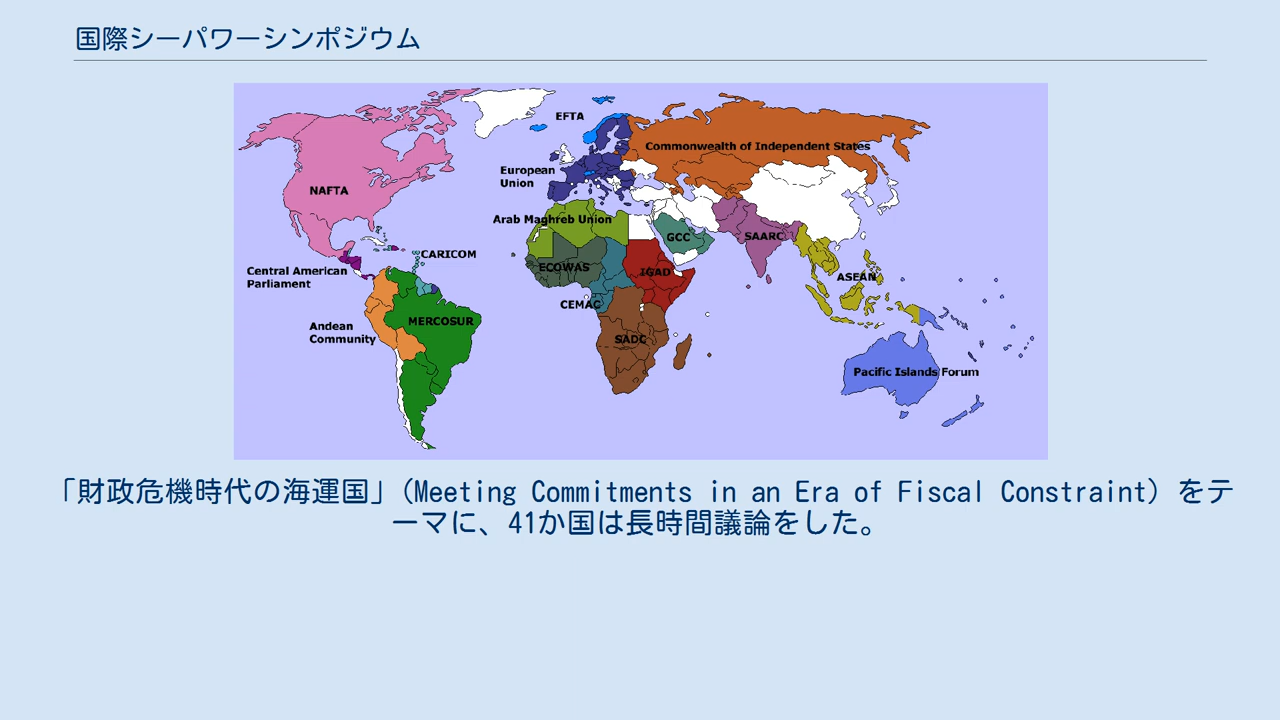 国際シーパワーシンポジウム
EFTA
Commonwealth of Independent States
European
Union
NAFTA
Arab Maghreb Union
GCC
SAARC
CARICOM
ECOWAS
IGAD
Central American
Parliament
ASEAN
CEMAC
MERCOSUR
Andean
Community
SADC
Pacific Islands Forum
「財政危機時代の海運国」(Meeting Commitments in an Era of Fiscal Constraint) をテ
ーマに、41か国は長時間議論をした。